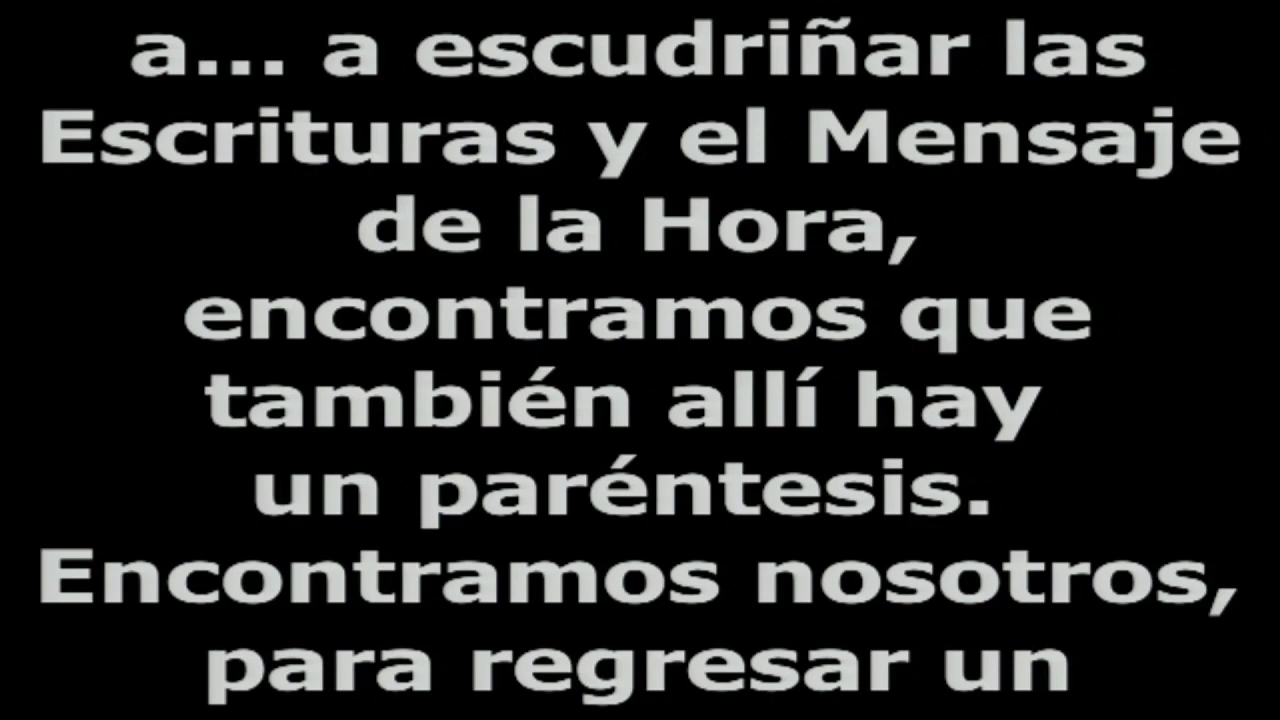 a... a escudriñar las
Escrituras y el Mensaje
de la Hora,
encontramos que
también allí hay
un paréntesis.
Encontramos nosotros,
para regresar un